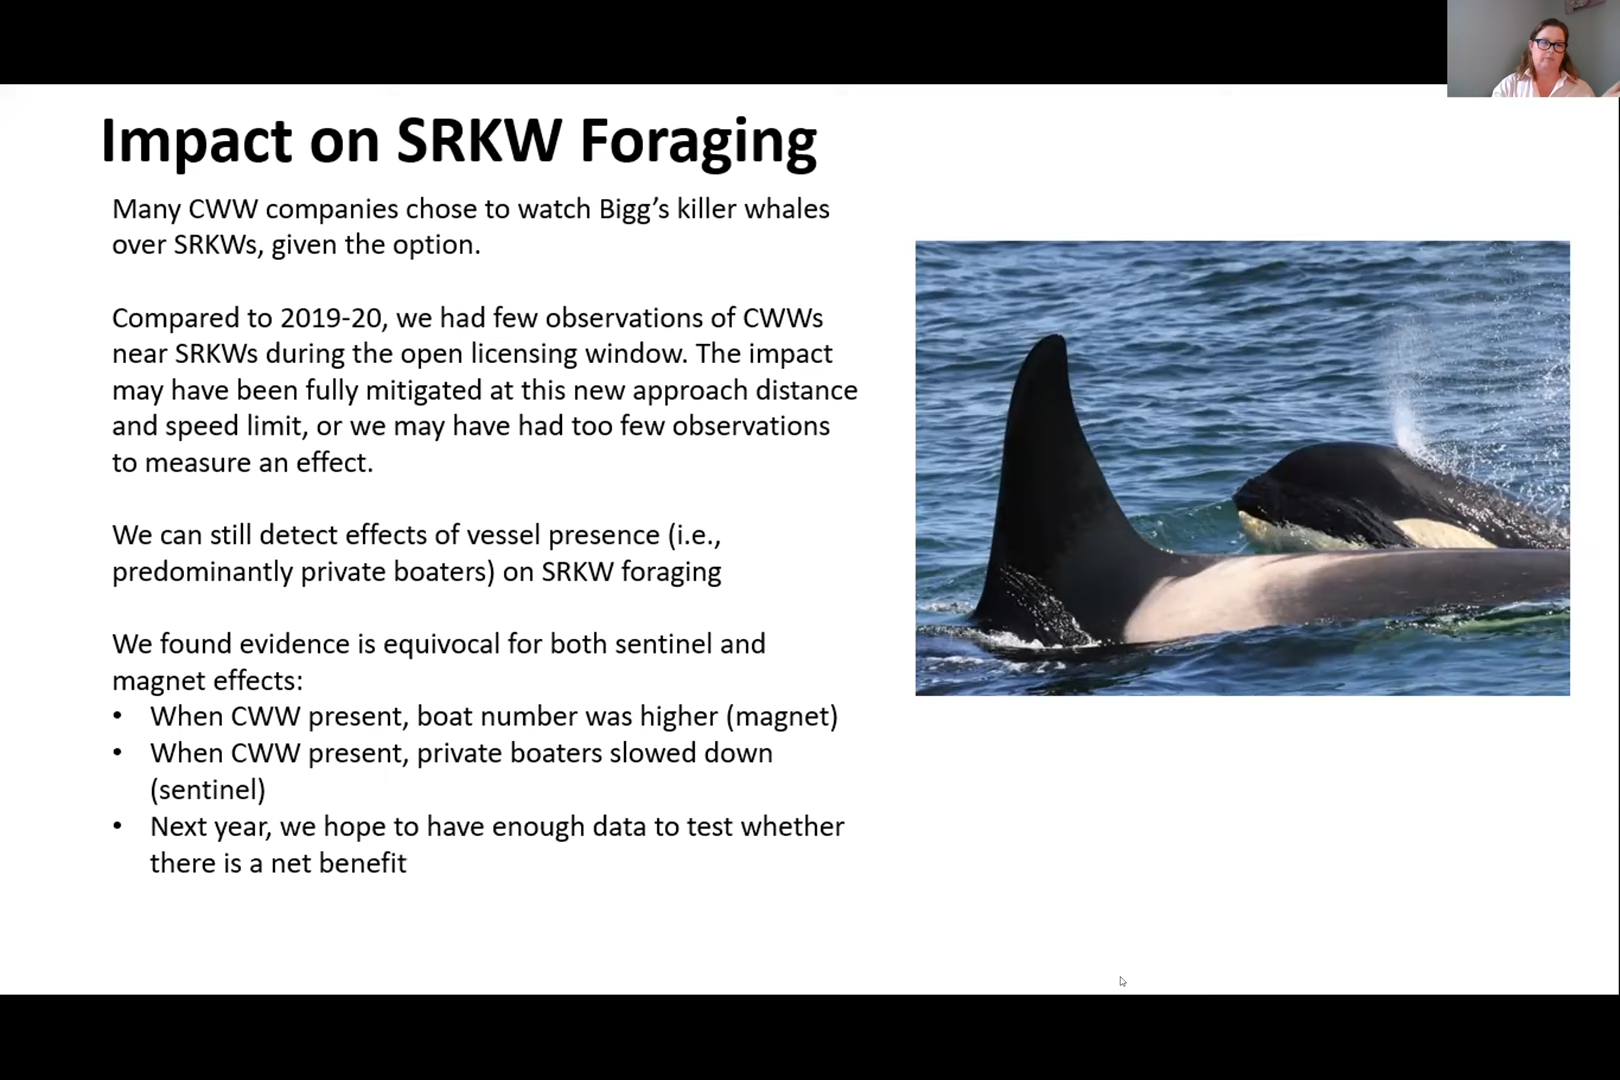 Impact on SRKW Foraging
Many CWW companies chose to watch Bigg’s killer whales
over SRKWs, given the option.
Compared to 2019-20, we had few observations of CWWs
near SRKWs during the open licensing window. The impact
may have been fully mitigated at this new approach distance
and speed limit, or we may have had too few observations
to measure an effect.
We can still detect effects of vessel presence (i.e.,
predominantly private boaters) on SRKW foraging
We found evidence is equivocal for both sentinel and
magnet effects:
• When CWW present, boat number was higher (magnet)
• When CWW present, private boaters slowed down
(sentinel)
• Next year, we hope to have enough data to test whether
there is a net benefit